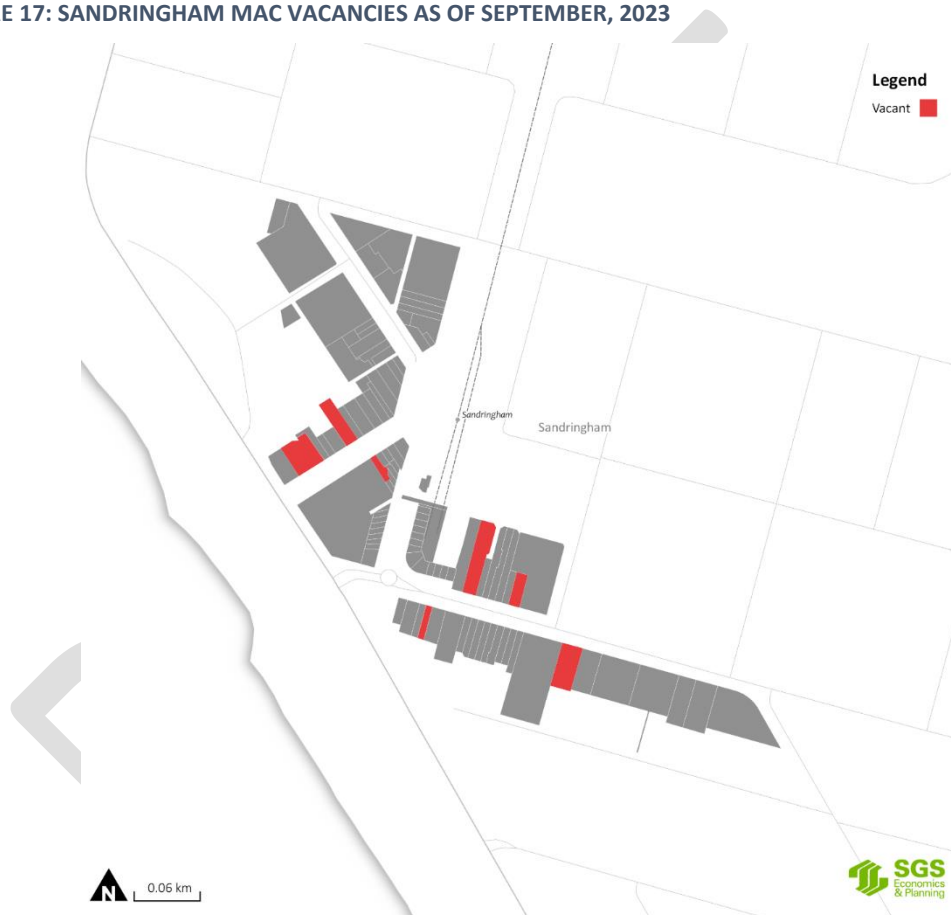 E 17: SANDRINGHAM MAC VACANCIES AS OF SEPTEMBER, 2023
Legend
Vacant
Sandringham
Sandringham
N
0.06 km
SGS
Economics
& Planning